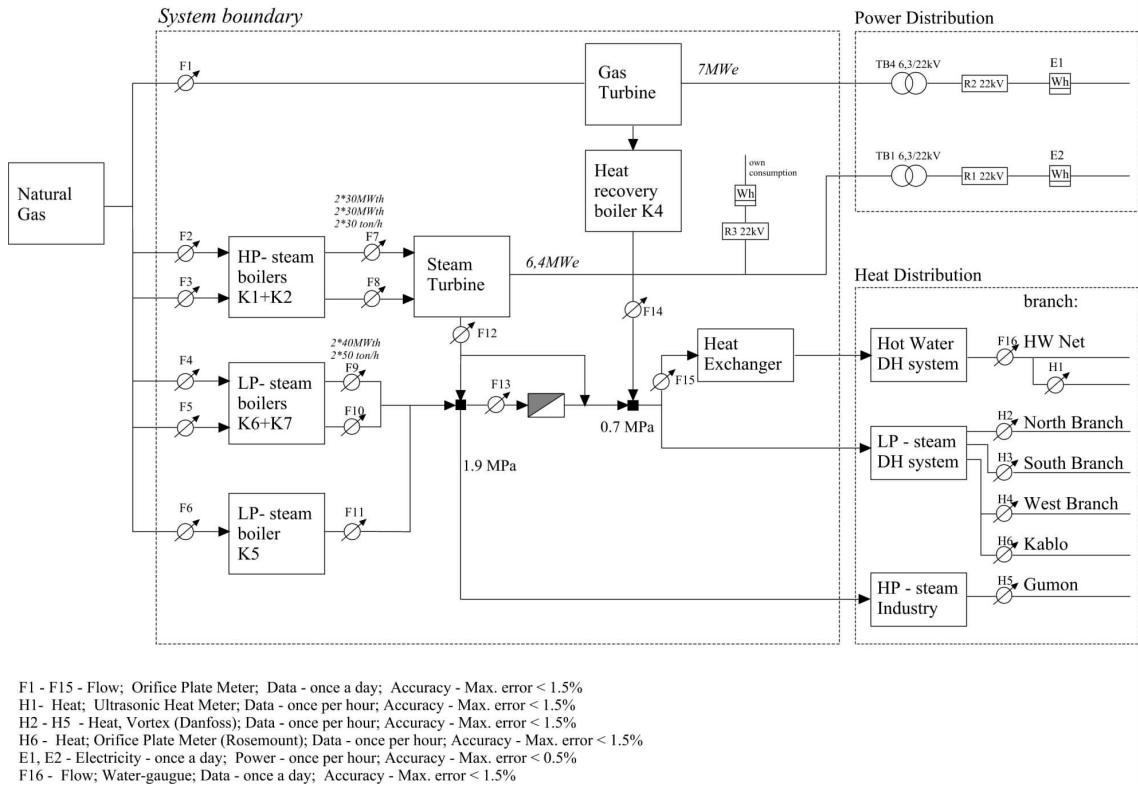 System boundary
Power Distribution
F1
Gas
Turbine
7MWe
TB4 6,3/22kV
R2 22kV
E1
Wh
Natural
Gas
Heat
recovery
boiler K4
own
consumption
Wh
R3 22kV
TB1 6,3/22kV
R1 22kV
E2
Wh
2*30MWth
2*30MWth
2*30 ton/h
F2
F3
HP- steam
boilers
K1+K2
F7
F8
Steam
Turbine
6,4MWe
F12
F14
Heat Distribution
branch:
F4
F5
LP- steam
boilers
K6+K7
2*40MWth
2*50 ton/h
F9
F10
F13
F15
Heat
Exchanger
Hot Water
DH system
F16
HW Net
H1
0.7 MPa
1.9 MPa
LP - steam
DH system
H2
North Branch
H3
South Branch
H4
West Branch
H6
Kablo
F6
LP- steam
boiler
K5
F11
HP - steam
Industry
H5
Gumon
F1 - F15 - Flow; Orifice Plate Meter; Data - once a day; Accuracy - Max. error < 1.5%
H1- Heat; Ultrasonic Heat Meter; Data - once per hour; Accuracy - Max. error < 1.5%
H2 - H5 - Heat, Vortex (Danfoss); Data - once per hour; Accuracy - Max. error < 1.5%
H6 - Heat; Orifice Plate Meter (Rosemount); Data - once per hour; Accuracy - Max. error < 1.5%
E1, E2 - Electricity - once a day; Power - once per hour; Accuracy - Max. error < 0.5%
F16 - Flow; Water-gaugue; Data - once a day; Accuracy - Max. error < 1.5%